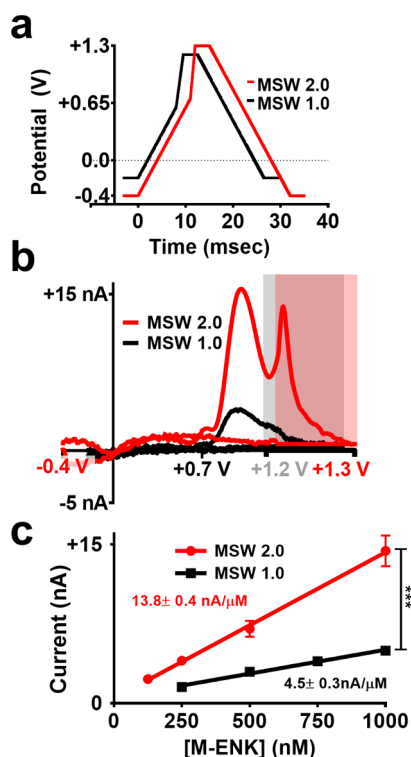 a
+1.3
+0.65
0.0
-0.4
Potential (V)
MSW 2.0
MSW 1.0
0 10 20 30 40
Time (msec)
b
+15 nA
MSW 2.0
MSW 1.0
-0.4 V
+0.7 V
+1.2 V
+1.3 V
-5 nA
c
+15
0
Current (nA)
MSW 2.0
MSW 1.0
13.8± 0.4 nA/μM
4.5± 0.3nA/μM
***
0 250 500 750 1000
[M-ENK] (nM)